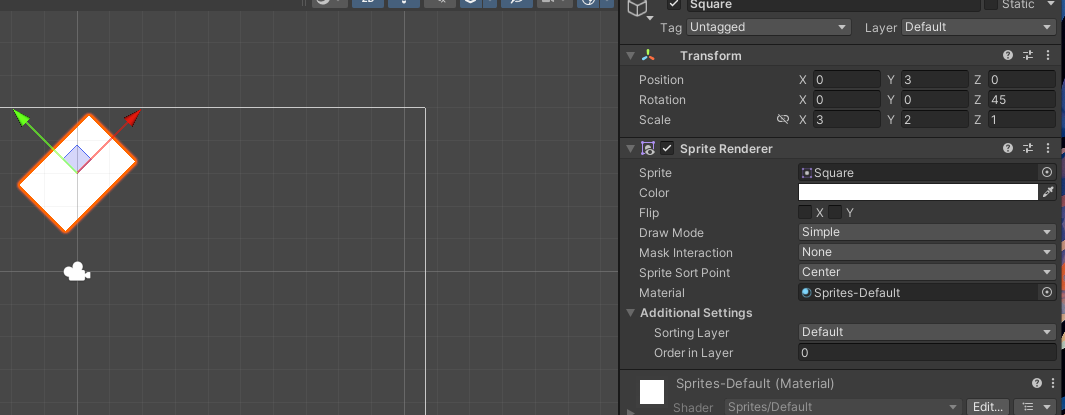 2D
Square Static
Tag Untagged Layer Default
Transform
Position X 0 Y 3 Z 0
Rotation X 0 Y 0 Z 45
Scale X 3 Y 2 Z 1
Sprite Renderer
Sprite Square
Color
Flip X Y
Draw Mode Simple
Mask Interaction None
Sprite Sort Point Center
Material Sprites-Default
Additional Settings
Sorting Layer Default
Order in Layer 0
Sprites-Default (Material)
Shader Sprites/Default Edit...